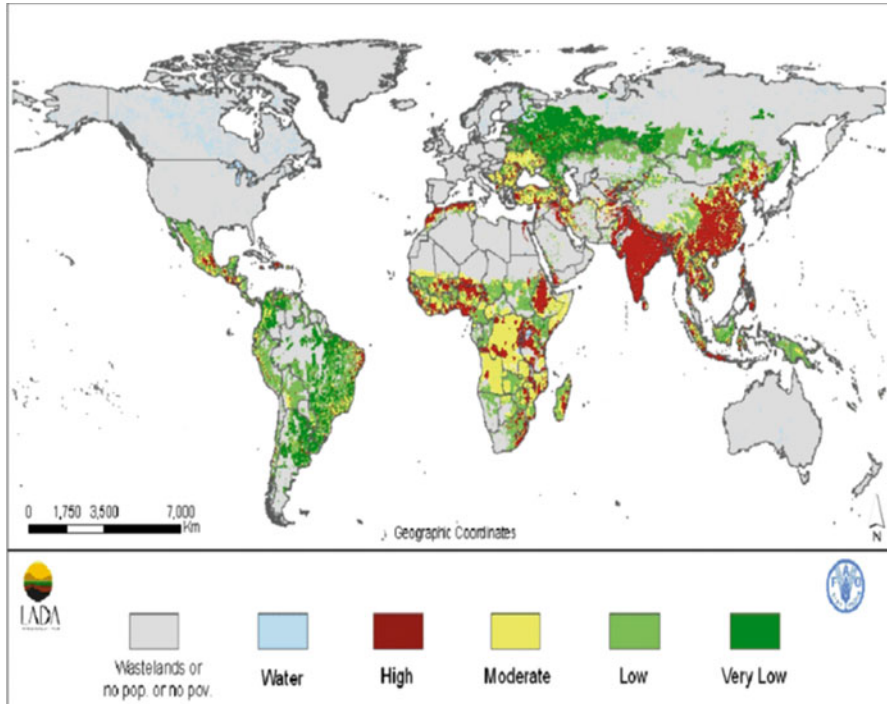 0 1,750 3,500 7,000
Km
Geographic Coordinates
N
LADA
FAO
Wastelands or
no pop. or no pov.
Water
High
Moderate
Low
Very Low